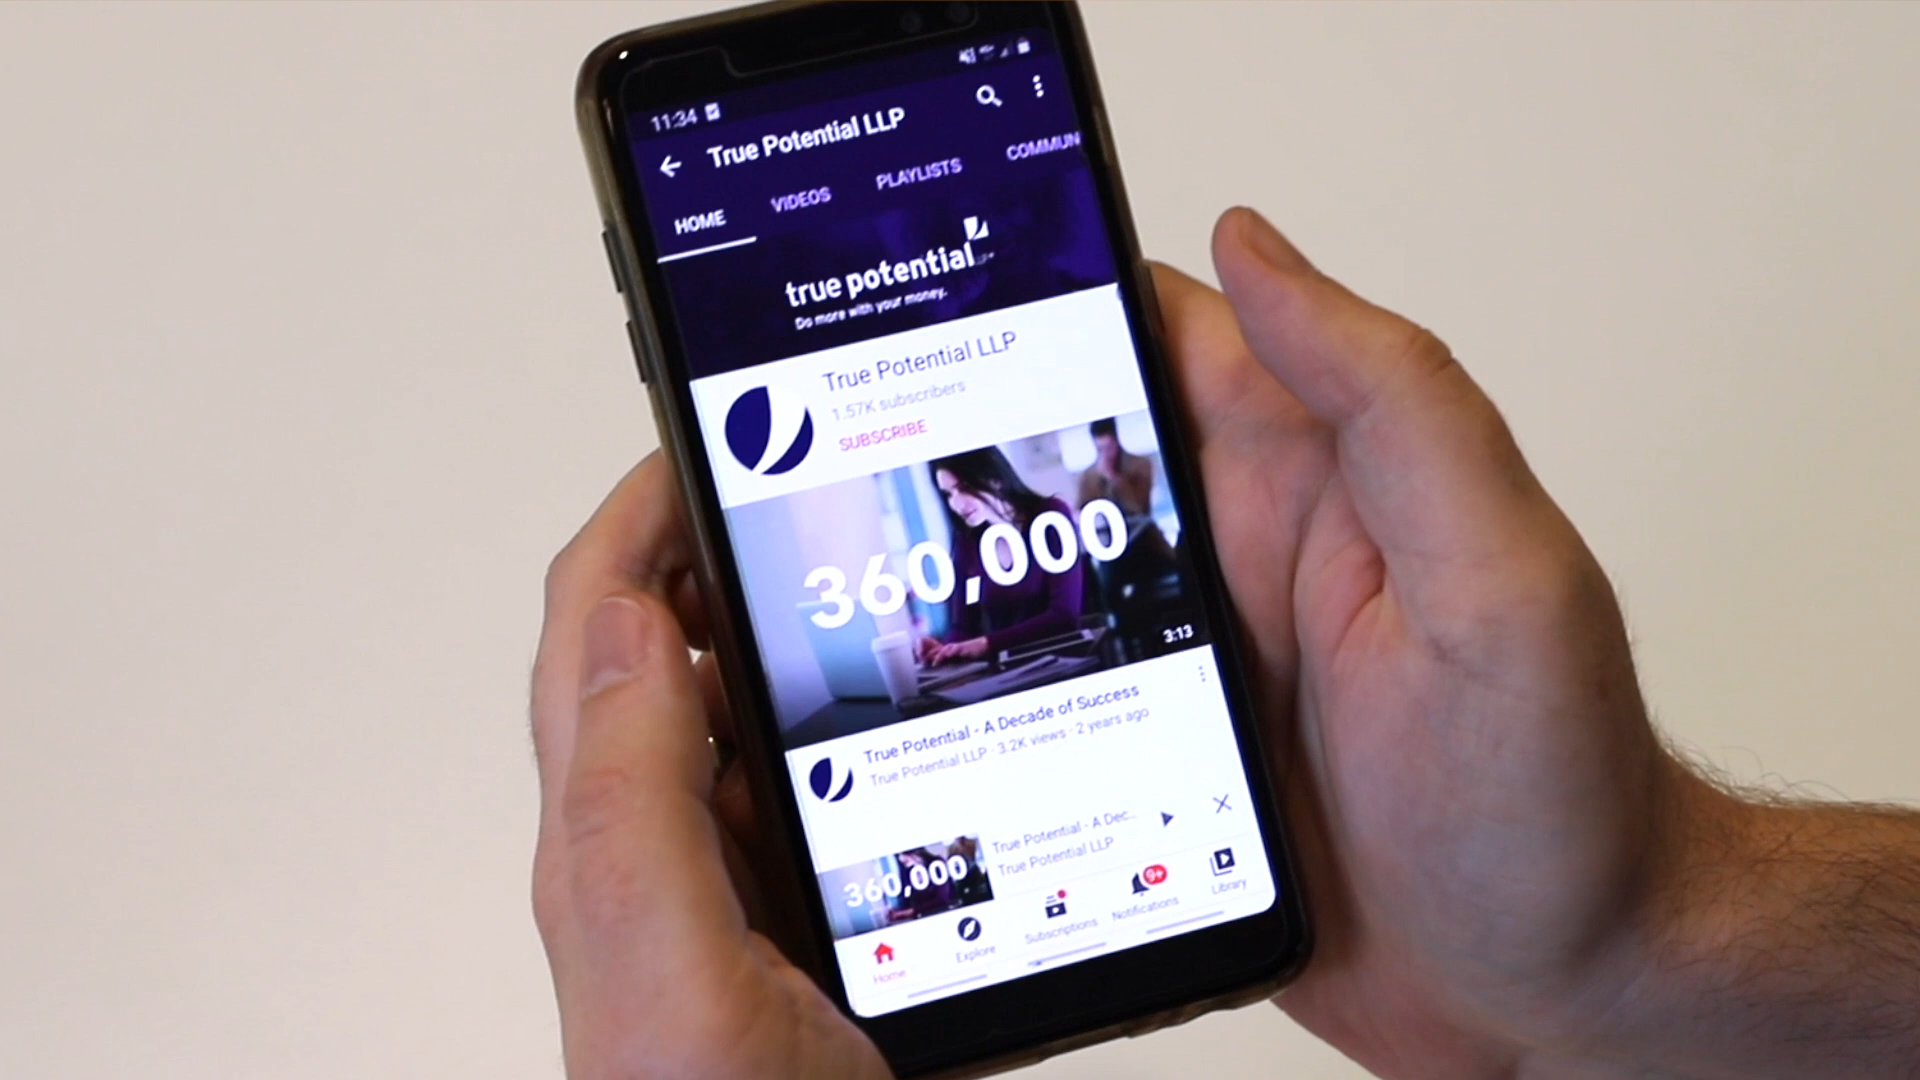 11:34
True Potential LLP
HOME VIDEOS PLAYLISTS COMMUN
true potential
Do more with your money.
True Potential LLP
1.57K subscribers
SUBSCRIBE
360,000
3:13
True Potential - A Decade of Success
True Potential LLP · 3.2K views · 2 years ago
360,000
True Potential - A Dec...
True Potential LLP
9+
Home Explore Subscriptions Notifications Library